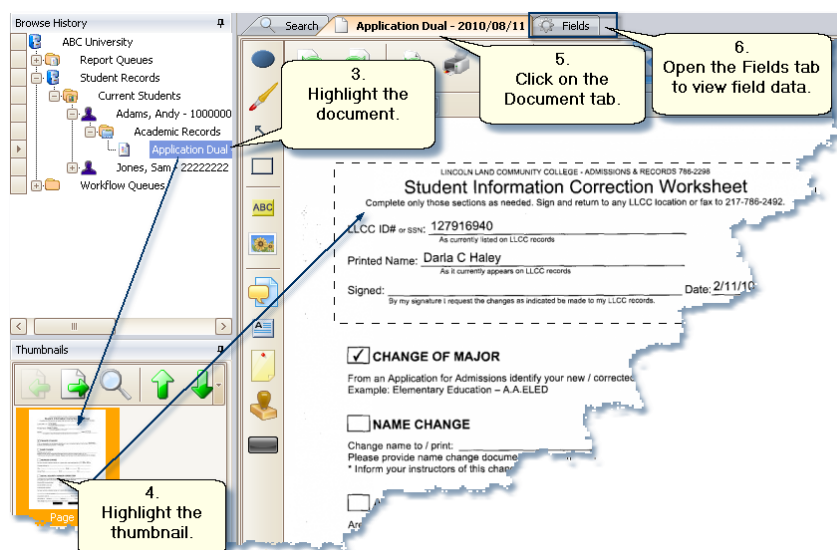 Browse History
ABC University
Report Queues
Student Records
Current Students
Adams, Andy - 1000000
Academic Records
Application Dual
Jones, Sam - 22222222
Workflow Queues
Thumbnails
Page
4.
Highlight the
thumbnail.
Search
Application Dual - 2010/08/11
Fields
3.
Highlight the
document.
5.
Click on the
Document tab.
6.
Open the Fields tab
to view field data.
ABC
A
LINCOLN LAND COMMUNITY COLLEGE - ADMISSIONS & RECORDS 786-2298
Student Information Correction Worksheet
Complete only those sections as needed. Sign and return to any LLCC location or fax to 217-786-2492.
LLCC ID# or SSN: 127916940
As currently listed on LLCC records
Printed Name: Darla C Haley
As it currently appears on LLCC records
Signed: Date: 2/11/10
By my signature I request the changes as indicated be made to my LLCC records.
CHANGE OF MAJOR
From an Application for Admissions identify your new / corrected
Example: Elementary Education – A.A.ELED
NAME CHANGE
Change name to / print:
Please provide name change docume
* Inform your instructors of this chan
A
Are